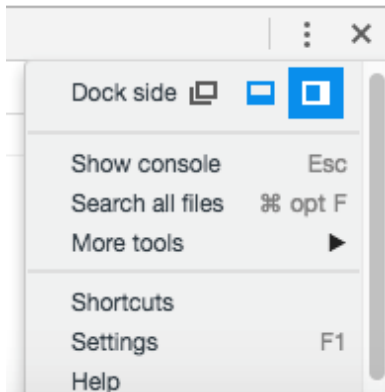 Dock side
Show console Esc
Search all files ⌘ opt F
More tools
Shortcuts
Settings F1
Help